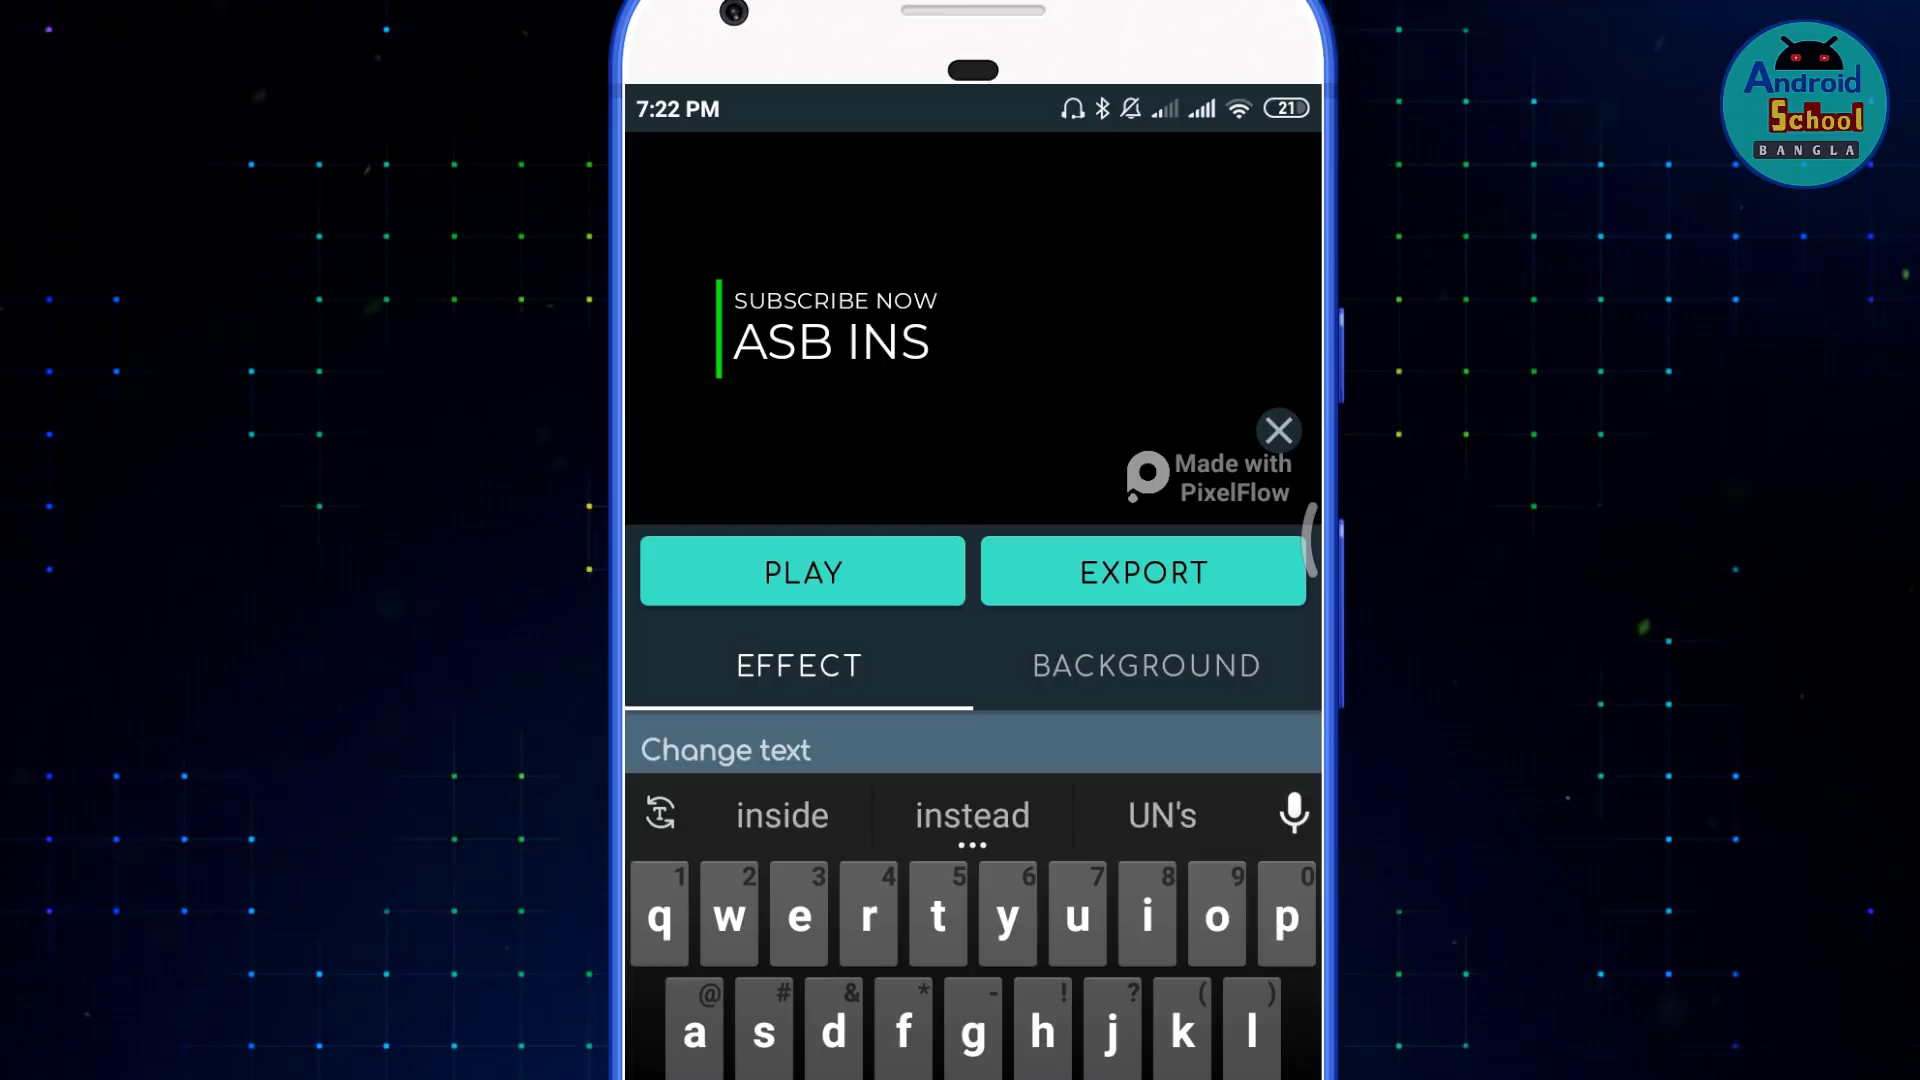 Android
School
BANGLA
7:22 PM
21
SUBSCRIBE NOW
ASB INS
Made with
PixelFlow
PLAY EXPORT
EFFECT BACKGROUND
Change text
inside instead UN's
1 2 3 4 5 6 7 8 9 0
q w e r t y u i o p
@ # & * - ! ? ( )
a s d f g h j k l